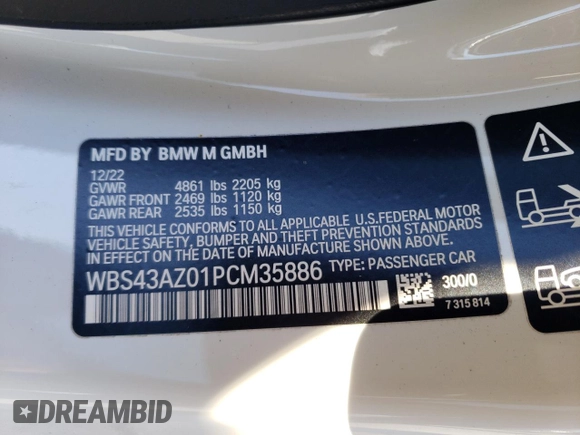 MFD BY BMW M GMBH
12/22
GVWR 4861 lbs 2205 kg
GAWR FRONT 2469 lbs 1120 kg
GAWR REAR 2535 lbs 1150 kg
THIS VEHICLE CONFORMS TO ALL APPLICABLE U.S.FEDERAL MOTOR
VEHICLE SAFETY, BUMPER AND THEFT PREVENTION STANDARDS
IN EFFECT ON THE DATE OF MANUFACTURE SHOWN ABOVE.
WBS43AZ01PCM35886 TYPE: PASSENGER CAR
300/0
7 315 814
DREAMBID